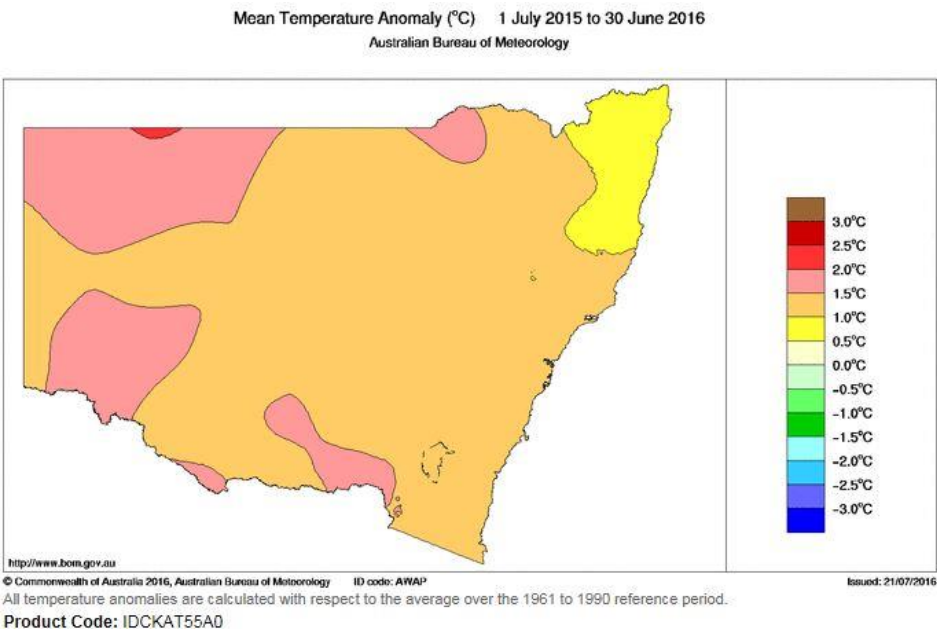 Mean Temperature Anomaly (°C) 1 July 2015 to 30 June 2016
Australian Bureau of Meteorology
3.0°C
2.5°C
2.0°C
1.5°C
1.0°C
0.5°C
0.0°C
-0.5°C
-1.0°C
-1.5°C
-2.0°C
-2.5°C
-3.0°C
http://www.bom.gov.au
© Commonwealth of Australia 2016, Australian Bureau of Meteorology ID code: AWAP Issued: 21/07/2016
All temperature anomalies are calculated with respect to the average over the 1961 to 1990 reference period.
Product Code: IDCKAT55A0